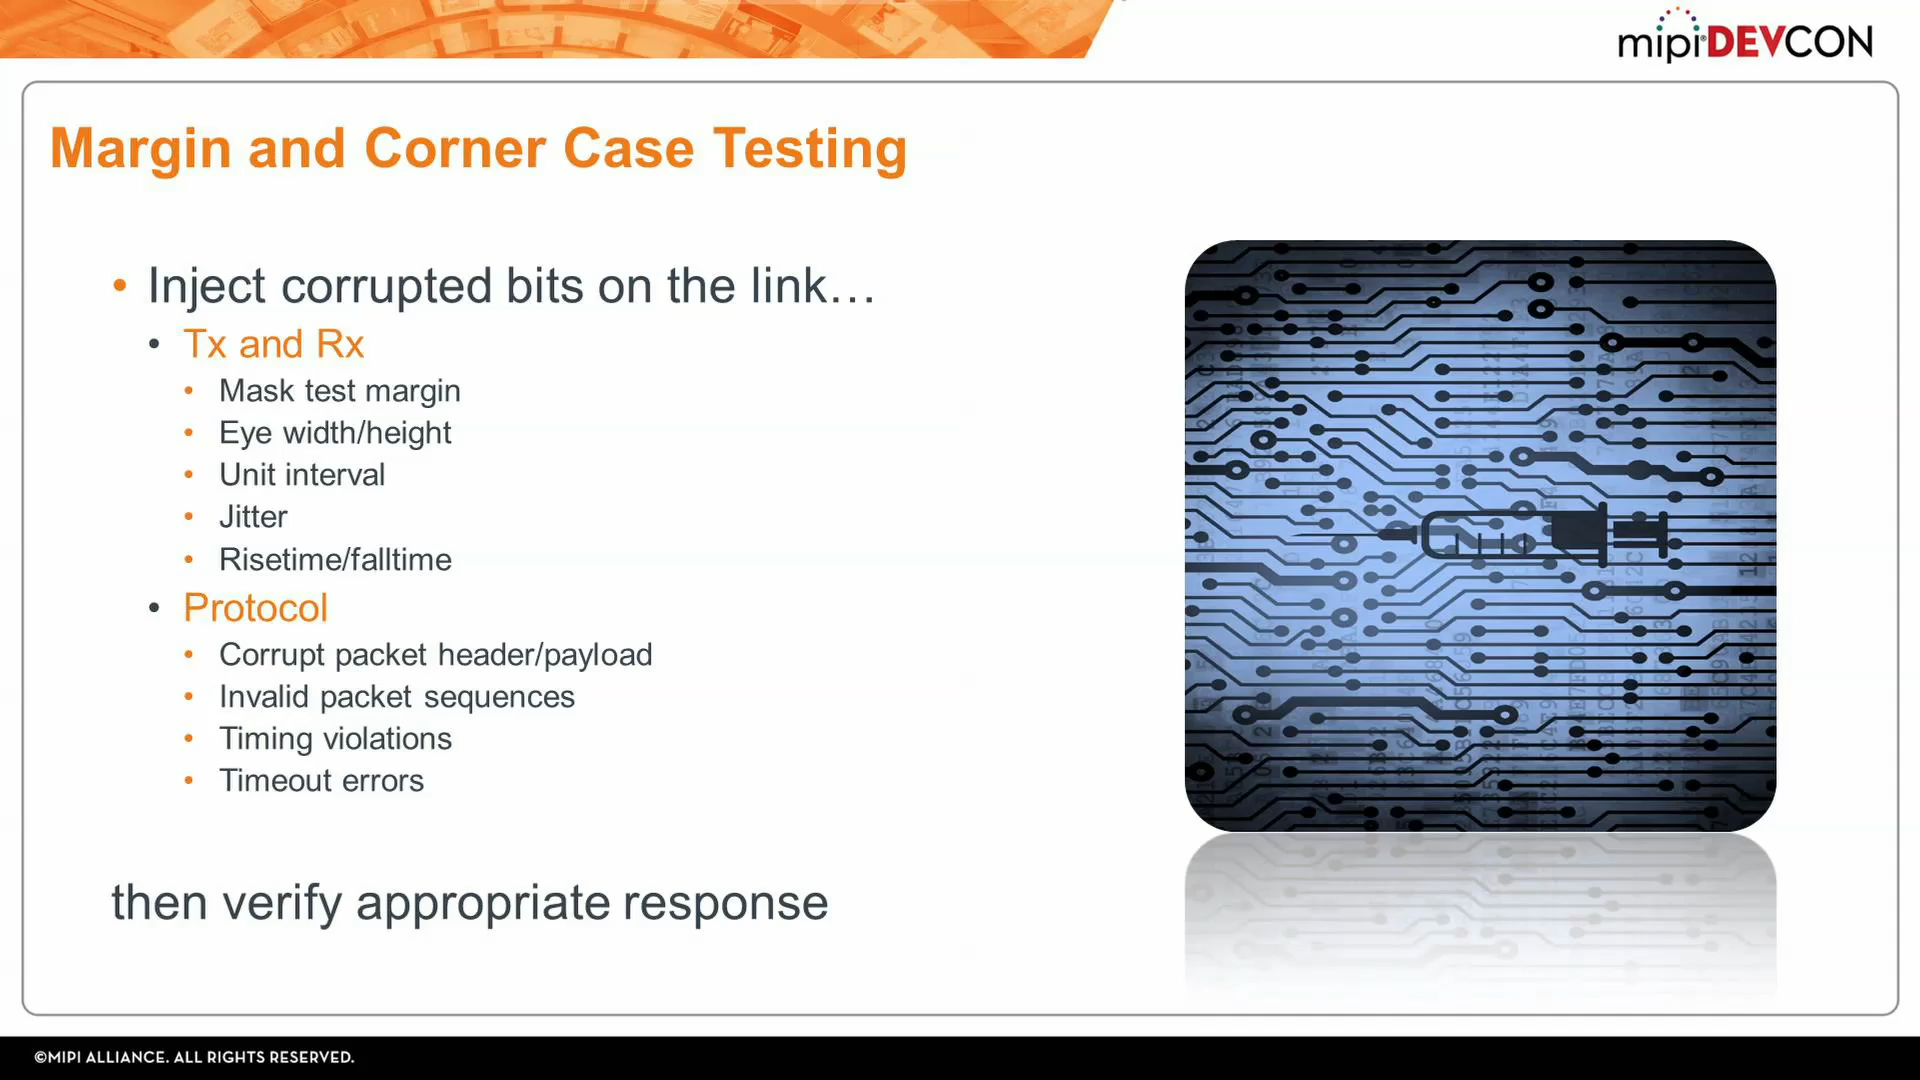 mipi®DEVCON
Margin and Corner Case Testing
• Inject corrupted bits on the link…
• Tx and Rx
• Mask test margin
• Eye width/height
• Unit interval
• Jitter
• Risetime/falltime
• Protocol
• Corrupt packet header/payload
• Invalid packet sequences
• Timing violations
• Timeout errors
then verify appropriate response
©MIPI ALLIANCE. ALL RIGHTS RESERVED.